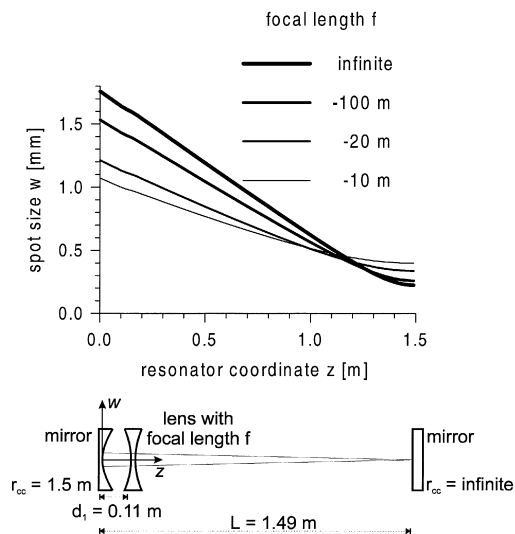 focal length f
infinite
-100 m
-20 m
-10 m
spot size w [mm]
1.5
1.0
0.5
0.0
0.0 0.5 1.0 1.5
resonator coordinate z [m]
w
mirror
lens with
focal length f
mirror
z
r_cc = 1.5 m
r_cc = infinite
d_1 = 0.11 m
L = 1.49 m